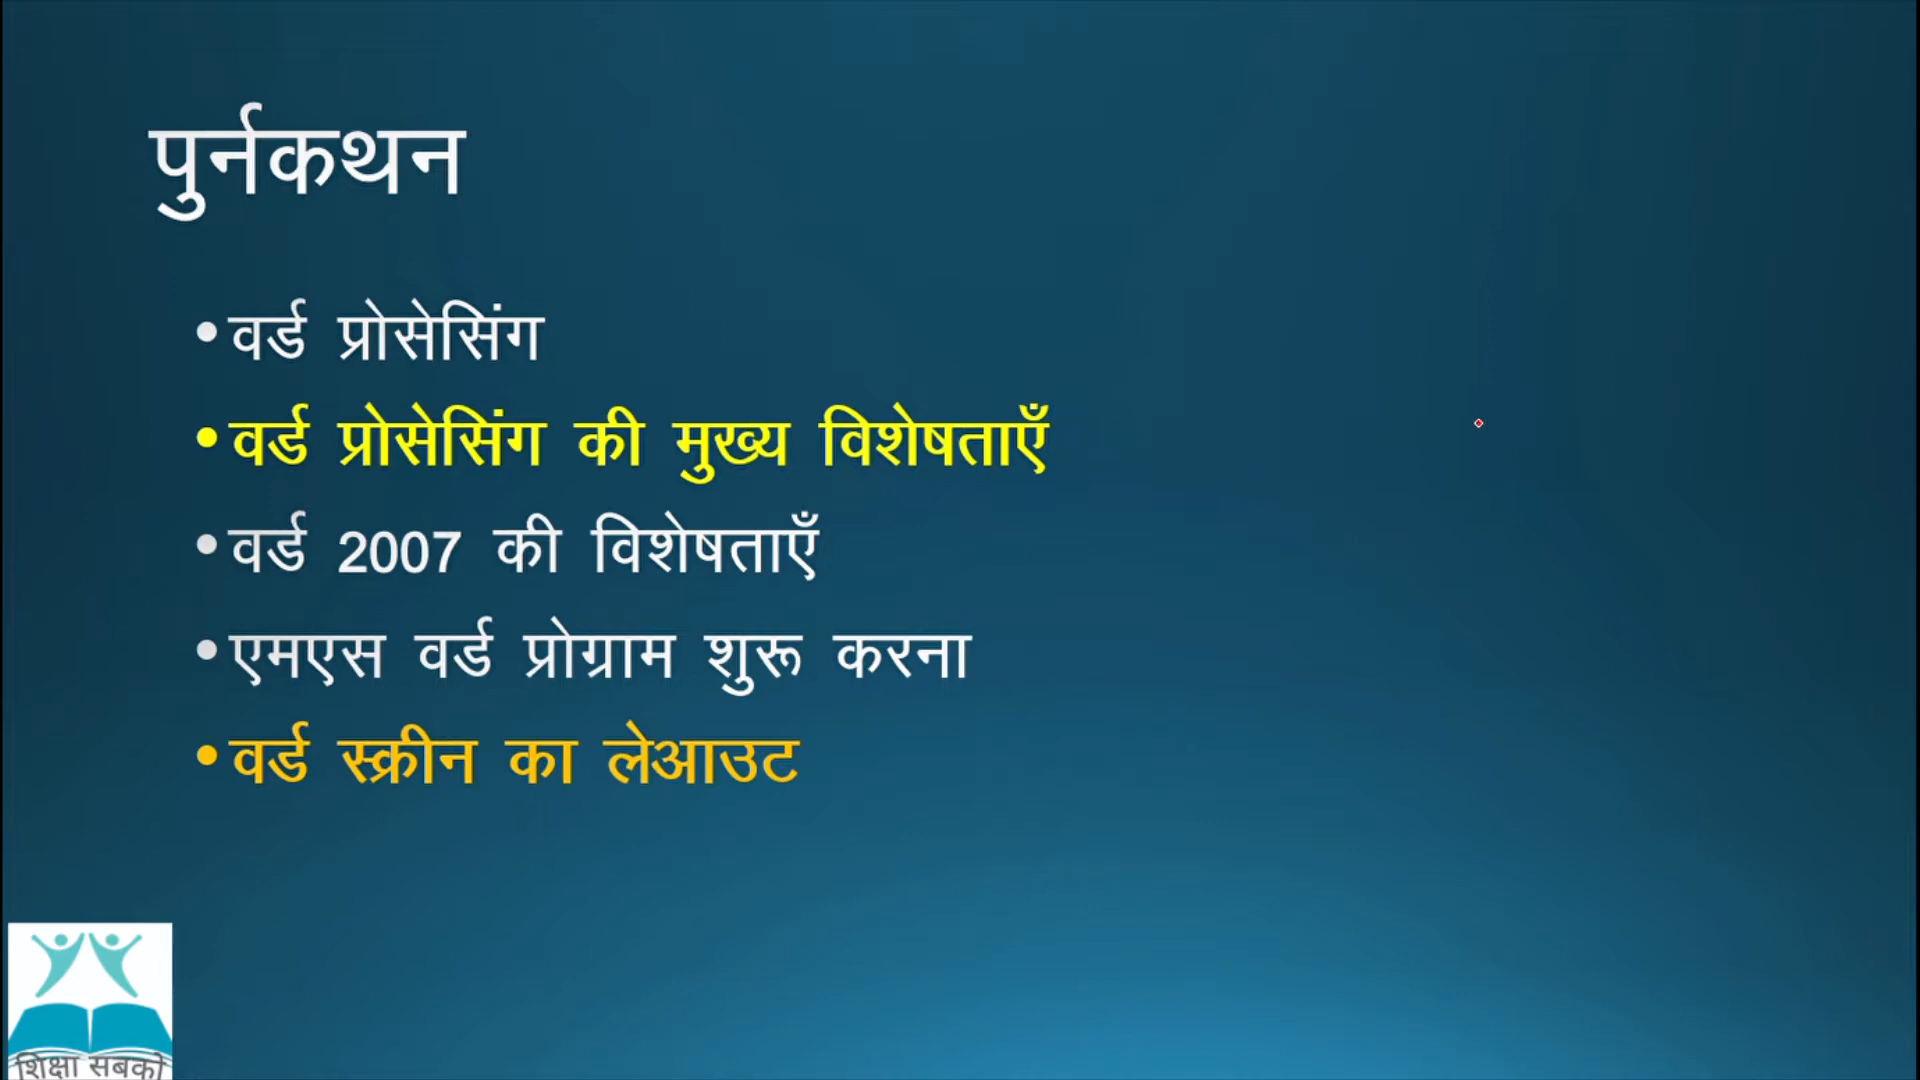 पुर्नकथन
• वर्ड प्रोसेसिंग
• वर्ड प्रोसेसिंग की मुख्य विशेषताएँ
• वर्ड 2007 की विशेषताएँ
• एमएस वर्ड प्रोग्राम शुरू करना
• वर्ड स्क्रीन का लेआउट
शिक्षा सबको